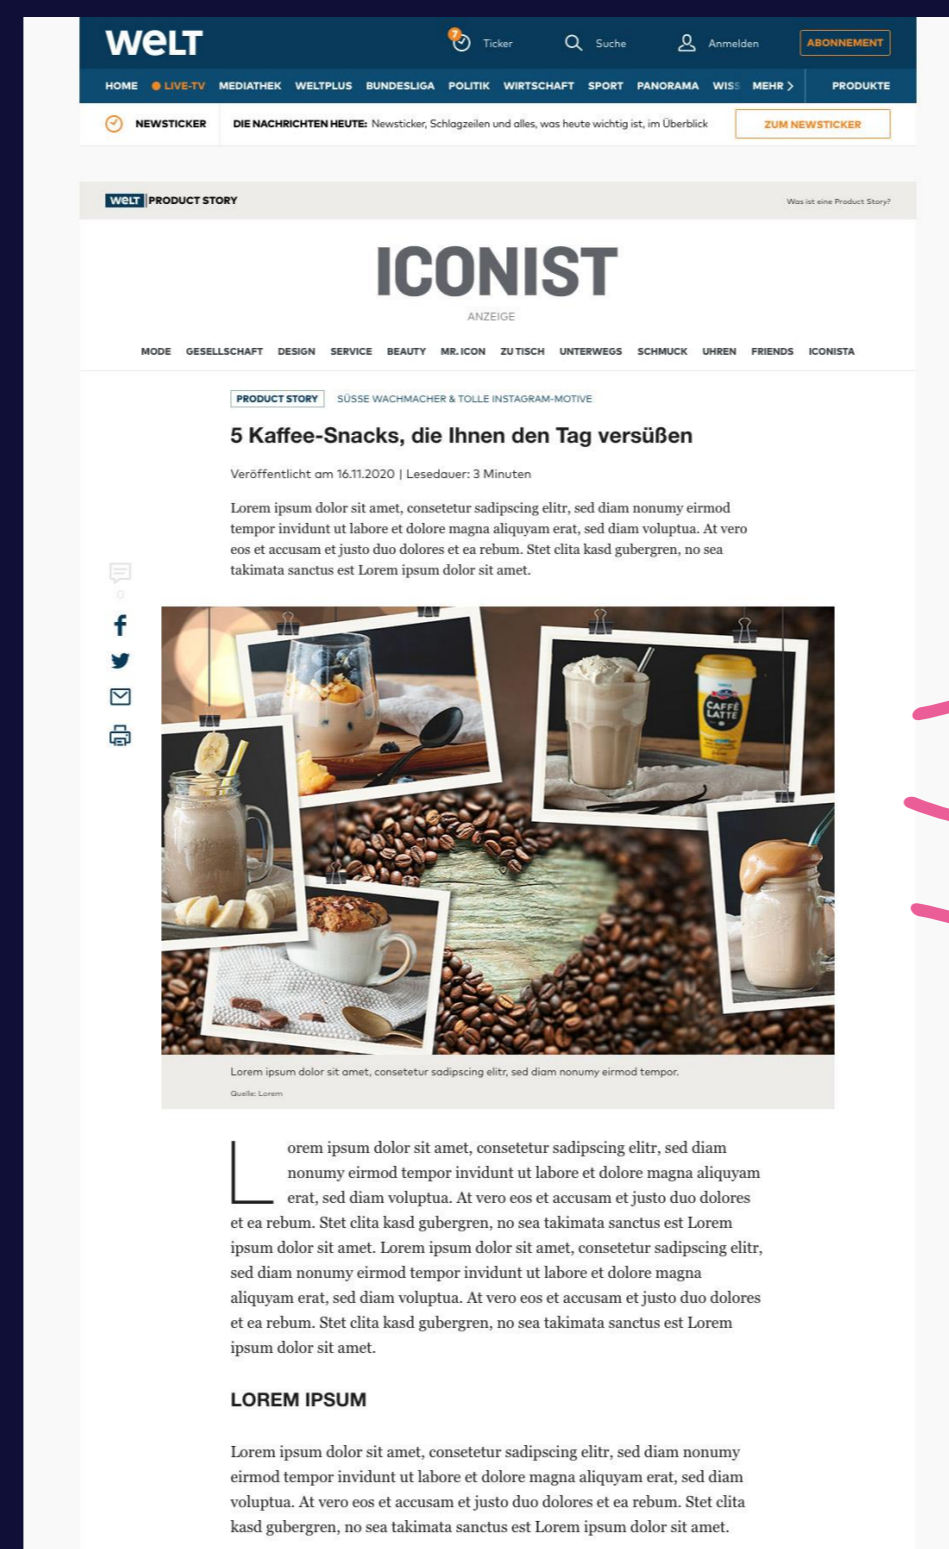 welt
7
Ticker
Suche
Anmelden
ABONNEMENT
HOME LIVE-TV MEDIATHEK WELTPLUS BUNDESLIGA POLITIK WIRTSCHAFT SPORT PANORAMA WISS MEHR > PRODUKTE
NEWSTICKER DIE NACHRICHTEN HEUTE: Newsticker, Schlagzeilen und alles, was heute wichtig ist, im Überblick ZUM NEWSTICKER
welt PRODUCT STORY Was ist eine Product Story?
ICONIST
ANZEIGE
MODE GESELLSCHAFT DESIGN SERVICE BEAUTY MR. ICON ZU TISCH UNTERWEGS SCHMUCK UHREN FRIENDS ICONISTA
PRODUCT STORY SÜSSE WACHMACHER & TOLLE INSTAGRAM-MOTIVE
5 Kaffee-Snacks, die Ihnen den Tag versüßen
Veröffentlicht am 16.11.2020 | Lesedauer: 3 Minuten
Lorem ipsum dolor sit amet, consetetur sadipscing elitr, sed diam nonumy eirmod
tempor invidunt ut labore et dolore magna aliquyam erat, sed diam voluptua. At vero
eos et accusam et justo duo dolores et ea rebum. Stet clita kasd gubergren, no sea
takimata sanctus est Lorem ipsum dolor sit amet.
0
CAFFÈ
LATTE
Lorem ipsum dolor sit amet, consetetur sadipscing elitr, sed diam nonumy eirmod tempor.
Quelle: Lorem
Lorem ipsum dolor sit amet, consetetur sadipscing elitr, sed diam
nonumy eirmod tempor invidunt ut labore et dolore magna aliquyam
erat, sed diam voluptua. At vero eos et accusam et justo duo dolores
et ea rebum. Stet clita kasd gubergren, no sea takimata sanctus est Lorem
ipsum dolor sit amet. Lorem ipsum dolor sit amet, consetetur sadipscing elitr,
sed diam nonumy eirmod tempor invidunt ut labore et dolore magna
aliquyam erat, sed diam voluptua. At vero eos et accusam et justo duo dolores
et ea rebum. Stet clita kasd gubergren, no sea takimata sanctus est Lorem
ipsum dolor sit amet.
LOREM IPSUM
Lorem ipsum dolor sit amet, consetetur sadipscing elitr, sed diam nonumy
eirmod tempor invidunt ut labore et dolore magna aliquyam erat, sed diam
voluptua. At vero eos et accusam et justo duo dolores et ea rebum. Stet clita
kasd gubergren, no sea takimata sanctus est Lorem ipsum dolor sit amet.